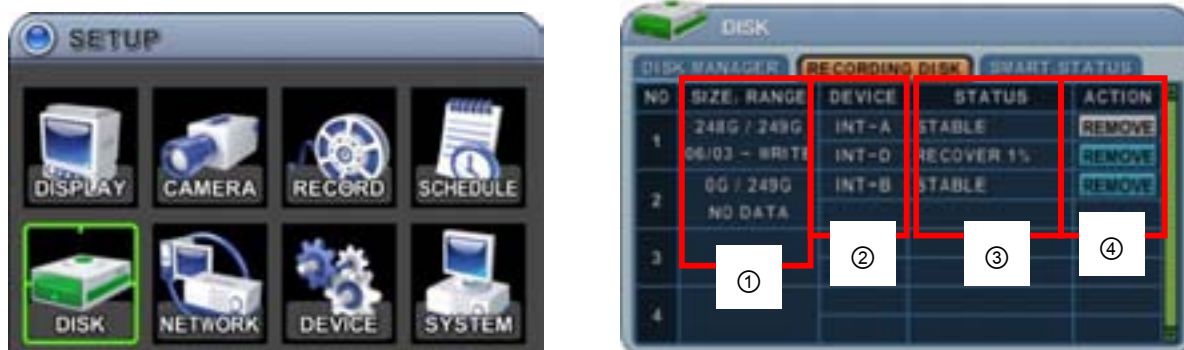 SETUP
DISPLAY CAMERA RECORD SCHEDULE
DISK NETWORK DEVICE SYSTEM
DISK
DISK MANAGER RECORDING DISK SMART STATUS
NO SIZE, RANGE DEVICE STATUS ACTION
1 248G / 249G INT-A STABLE REMOVE
06/03 ~ WRITE INT-D RECOVER 1% REMOVE
2 0G / 249G INT-B STABLE REMOVE
NO DATA
3
4
① ② ③ ④